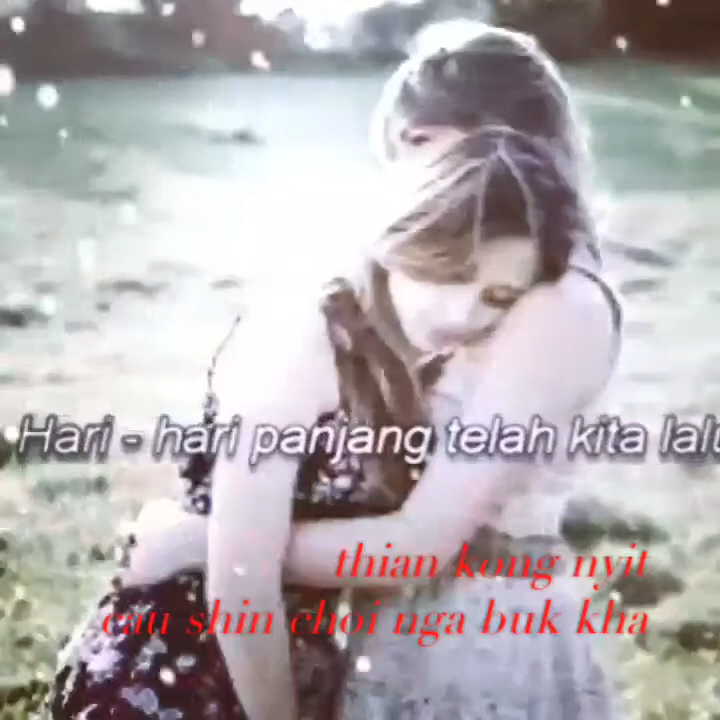 Hari - hari panjang telah kita lalu
thian kong nyit
cau shin choi nga buk kha